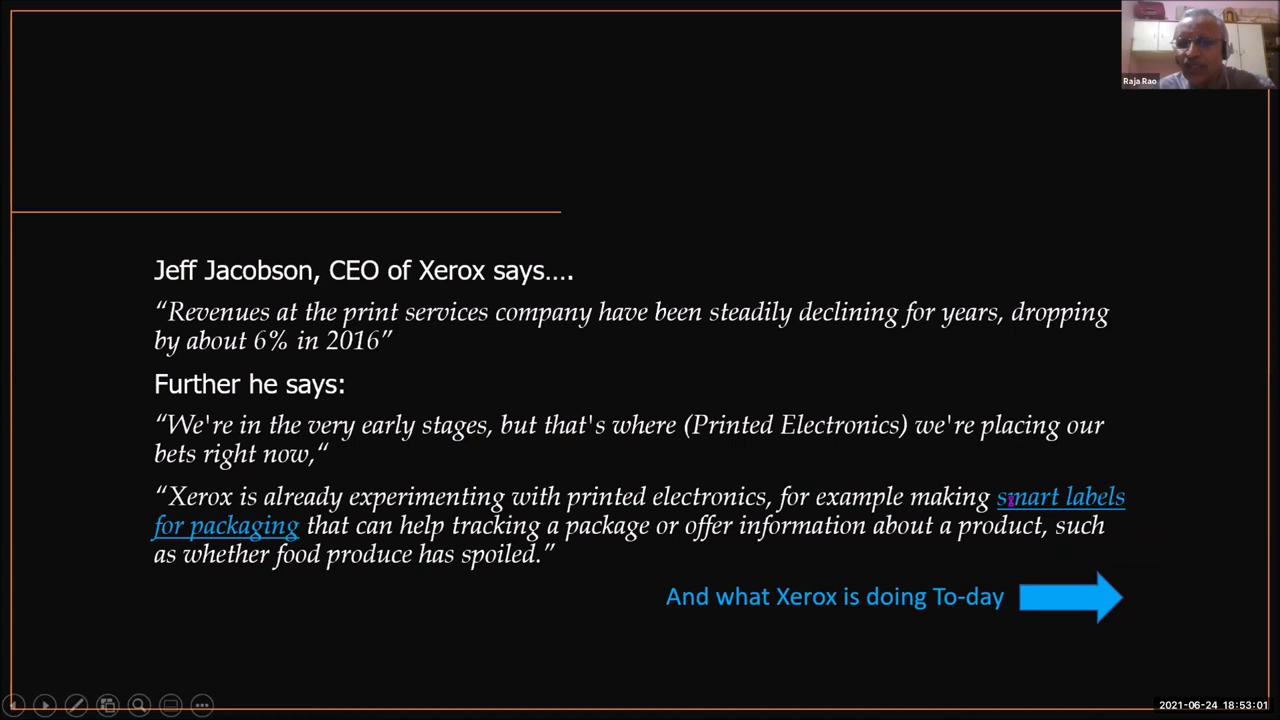 Raja Rao
Jeff Jacobson, CEO of Xerox says….
“Revenues at the print services company have been steadily declining for years, dropping
by about 6% in 2016”
Further he says:
“We're in the very early stages, but that's where (Printed Electronics) we're placing our
bets right now,“
“Xerox is already experimenting with printed electronics, for example making smart labels
for packaging that can help tracking a package or offer information about a product, such
as whether food produce has spoiled.”
And what Xerox is doing To-day
2021-06-24 18:53:01